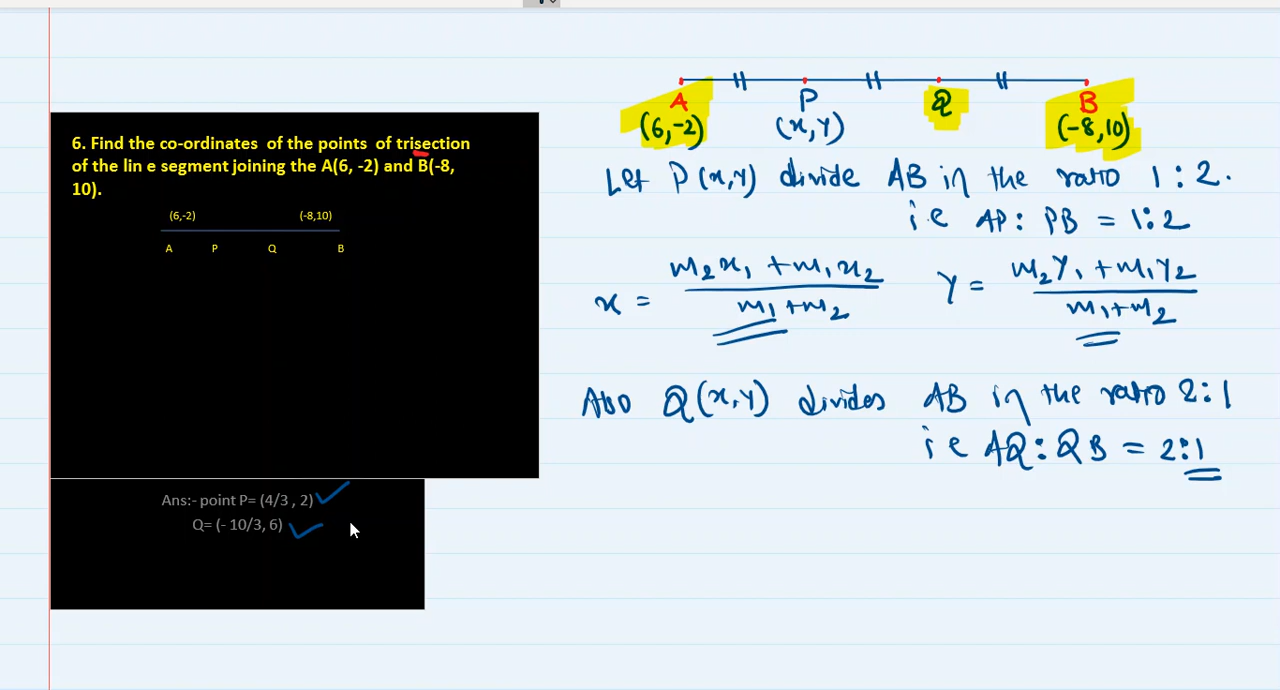 6. Find the co-ordinates of the points of trisection
of the lin e segment joining the A(6, -2) and B(-8,
10).
(6,-2) (-8,10)
A P Q B
Ans:- point P= (4/3 , 2)
Q= (- 10/3, 6)
A P Q B
(6,-2) (x,y) (-8,10)
Let P(x,y) divide AB in the ratio 1:2.
i.e AP: PB = 1:2
x = m₂x₁ + m₁x₂ / m₁+m₂ y = m₂y₁ + m₁y₂ / m₁+m₂
Also Q(x,y) divides AB in the ratio 2:1
i e AQ:QB = 2:1